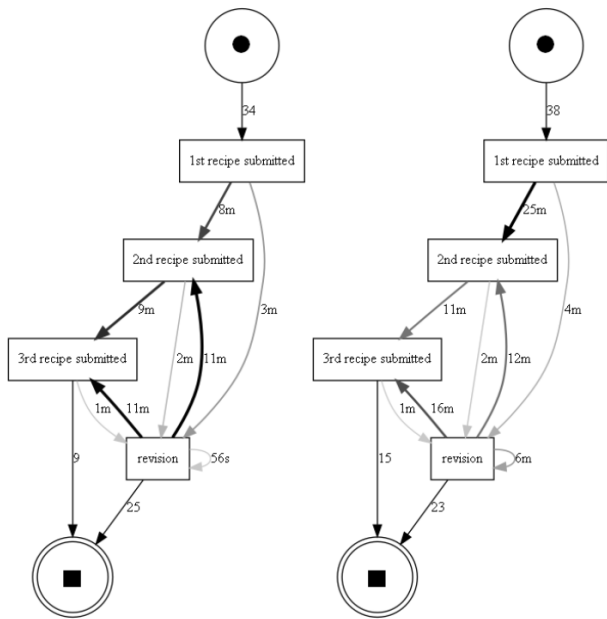 34
1st recipe submitted
8m
2nd recipe submitted
3m
9m
2m
11m
3rd recipe submitted
1m
11m
revision
56s
9
25
38
1st recipe submitted
25m
2nd recipe submitted
4m
11m
2m
12m
3rd recipe submitted
1m
16m
revision
6m
15
23